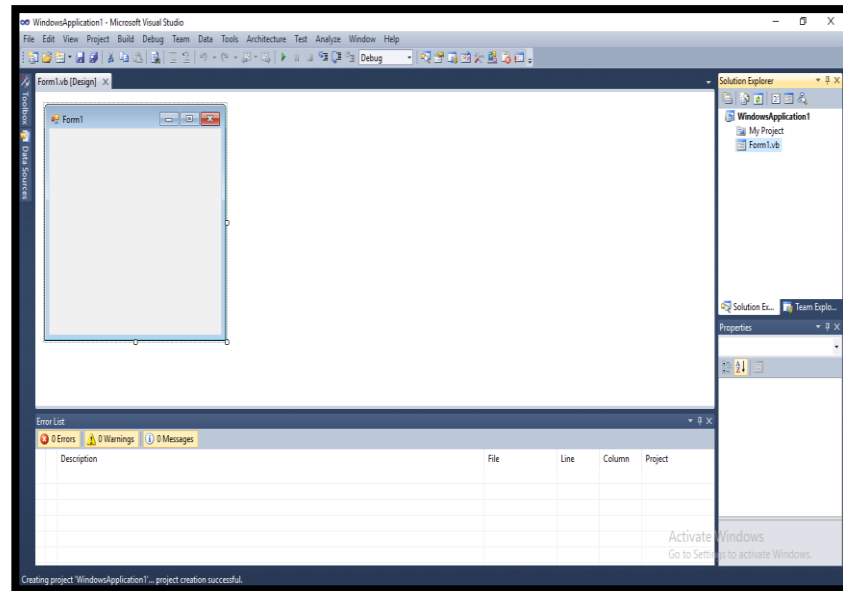 WindowsApplication1 - Microsoft Visual Studio
File Edit View Project Build Debug Team Data Tools Architecture Test Analyze Window Help
Debug
Toolbox
Data Sources
Form1.vb [Design]
Form1
Solution Explorer
WindowsApplication1
My Project
Form1.vb
Solution Ex... Team Explo...
Properties
Error List
0 Errors 0 Warnings 0 Messages
Description File Line Column Project
Activate Windows
Go to Settings to activate Windows.
Creating project 'WindowsApplication1'... project creation successful.